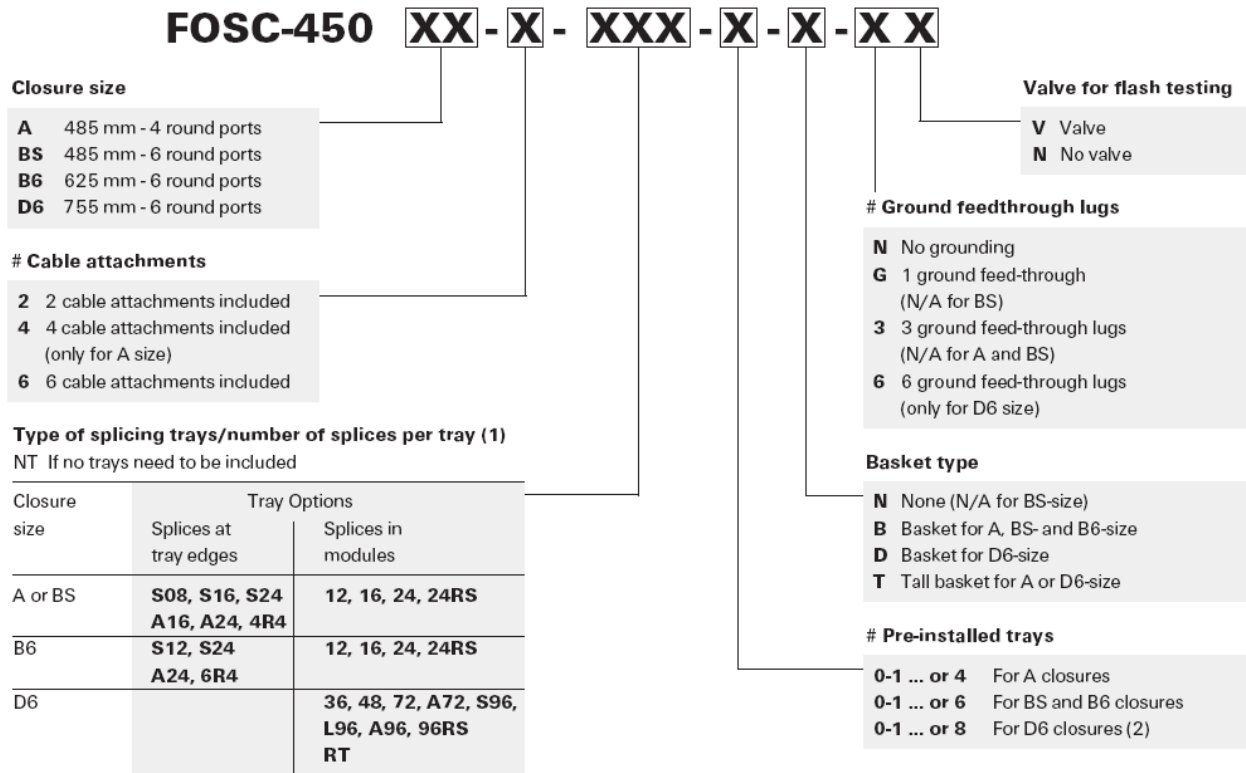 FOSC-450 XX - X - XXX - X - X - X X
Closure size
A 485 mm - 4 round ports
BS 485 mm - 6 round ports
B6 625 mm - 6 round ports
D6 755 mm - 6 round ports
# Cable attachments
2 2 cable attachments included
4 4 cable attachments included
(only for A size)
6 6 cable attachments included
Type of splicing trays/number of splices per tray (1)
NT If no trays need to be included
Closure Tray Options
size Splices at Splices in
tray edges modules
A or BS S08, S16, S24 12, 16, 24, 24RS
A16, A24, 4R4
B6 S12, S24 12, 16, 24, 24RS
A24, 6R4
D6 36, 48, 72, A72, S96,
L96, A96, 96RS
RT
Valve for flash testing
V Valve
N No valve
# Ground feedthrough lugs
N No grounding
G 1 ground feed-through
(N/A for BS)
3 3 ground feed-through lugs
(N/A for A and BS)
6 6 ground feed-through lugs
(only for D6 size)
Basket type
N None (N/A for BS-size)
B Basket for A, BS- and B6-size
D Basket for D6-size
T Tall basket for A or D6-size
# Pre-installed trays
0-1 ... or 4 For A closures
0-1 ... or 6 For BS and B6 closures
0-1 ... or 8 For D6 closures (2)